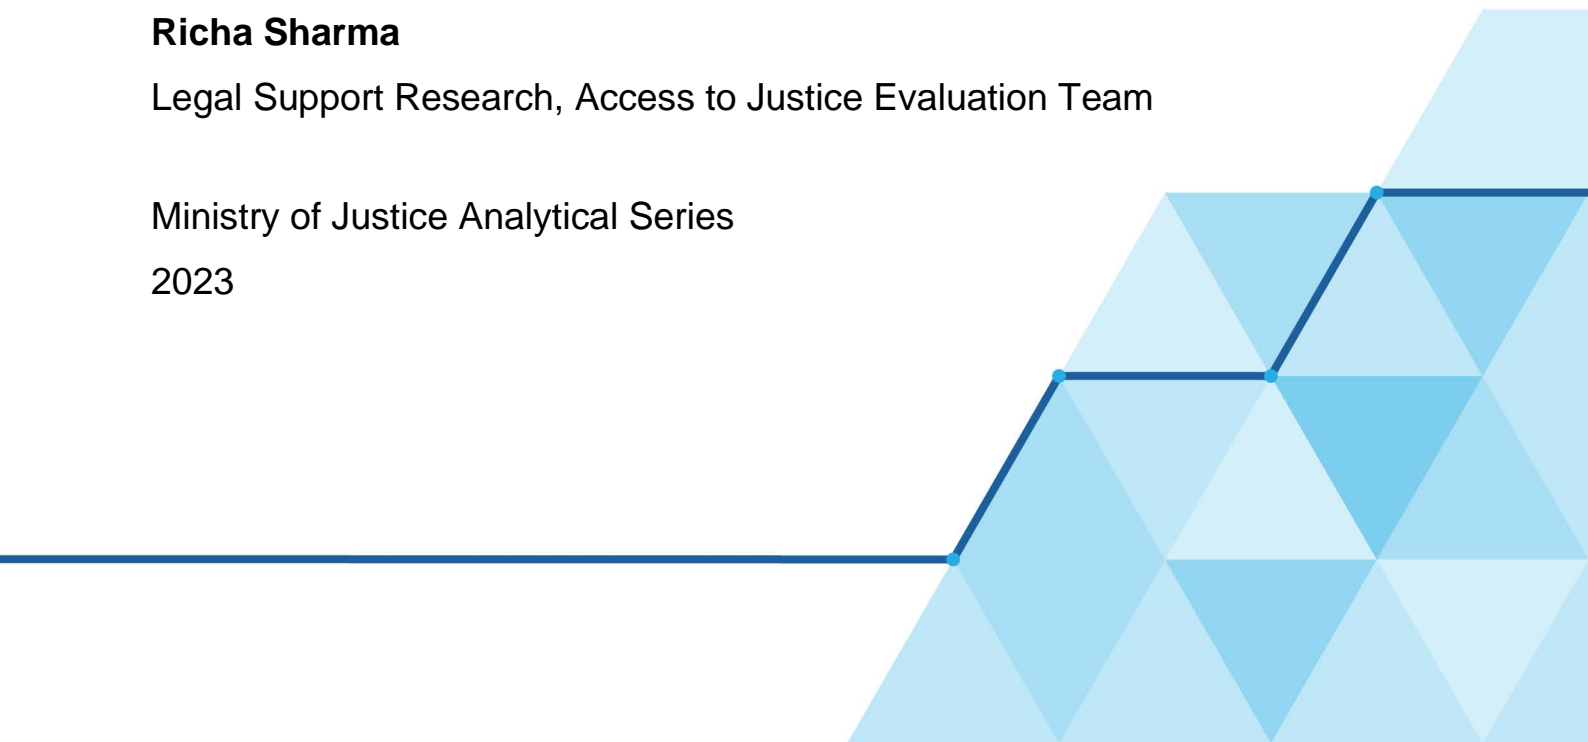 Richa Sharma
Legal Support Research, Access to Justice Evaluation Team
Ministry of Justice Analytical Series
2023